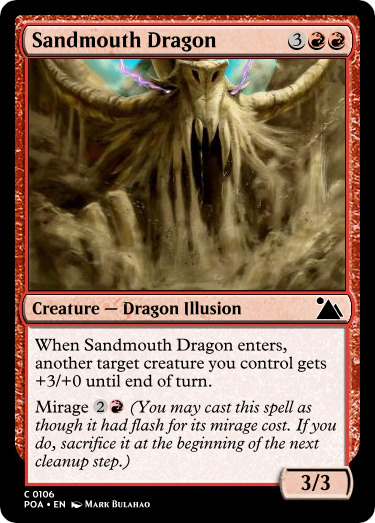 Sandmouth Dragon 3
Creature — Dragon Illusion
When Sandmouth Dragon enters,
another target creature you control gets
+3/+0 until end of turn.
Mirage 2 (You may cast this spell as
though it had flash for its mirage cost. If you
do, sacrifice it at the beginning of the next
cleanup step.)
3/3
C 0106
POA • EN Mark Bulahao